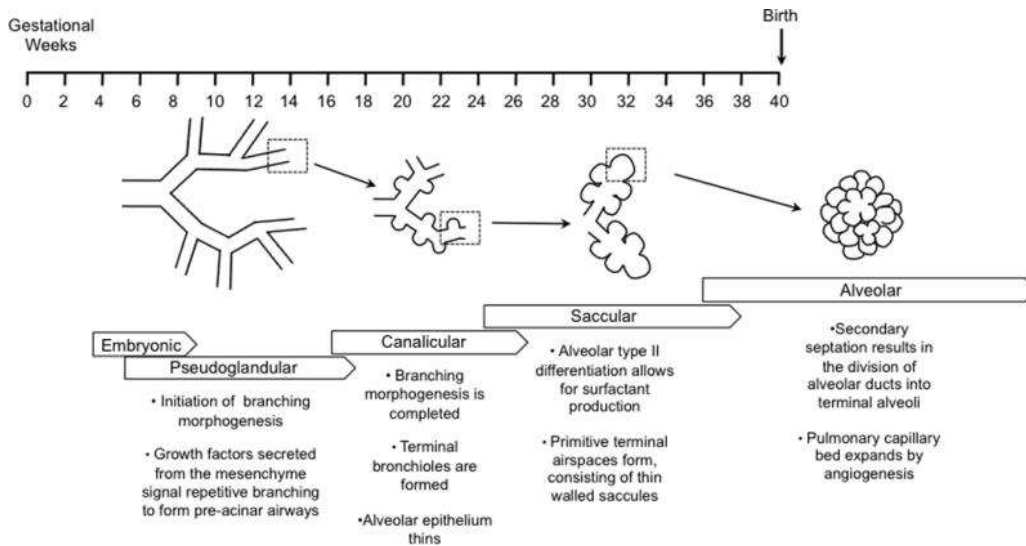 Gestational
Weeks
Birth
0 2 4 6 8 10 12 14 16 18 20 22 24 26 28 30 32 34 36 38 40
Embryonic
Pseudoglandular
•Initiation of branching
morphogenesis
•Growth factors secreted
from the mesenchyme
signal repetitive branching
to form pre-acinar airways
Canalicular
•Branching
morphogenesis is
completed
•Terminal
bronchioles are
formed
•Alveolar epithelium
thins
Saccular
•Alveolar type II
differentiation allows
for surfactant
production
•Primitive terminal
airspaces form,
consisting of thin
walled saccules
Alveolar
•Secondary
septation results in
the division of
alveolar ducts into
terminal alveoli
•Pulmonary capillary
bed expands by
angiogenesis